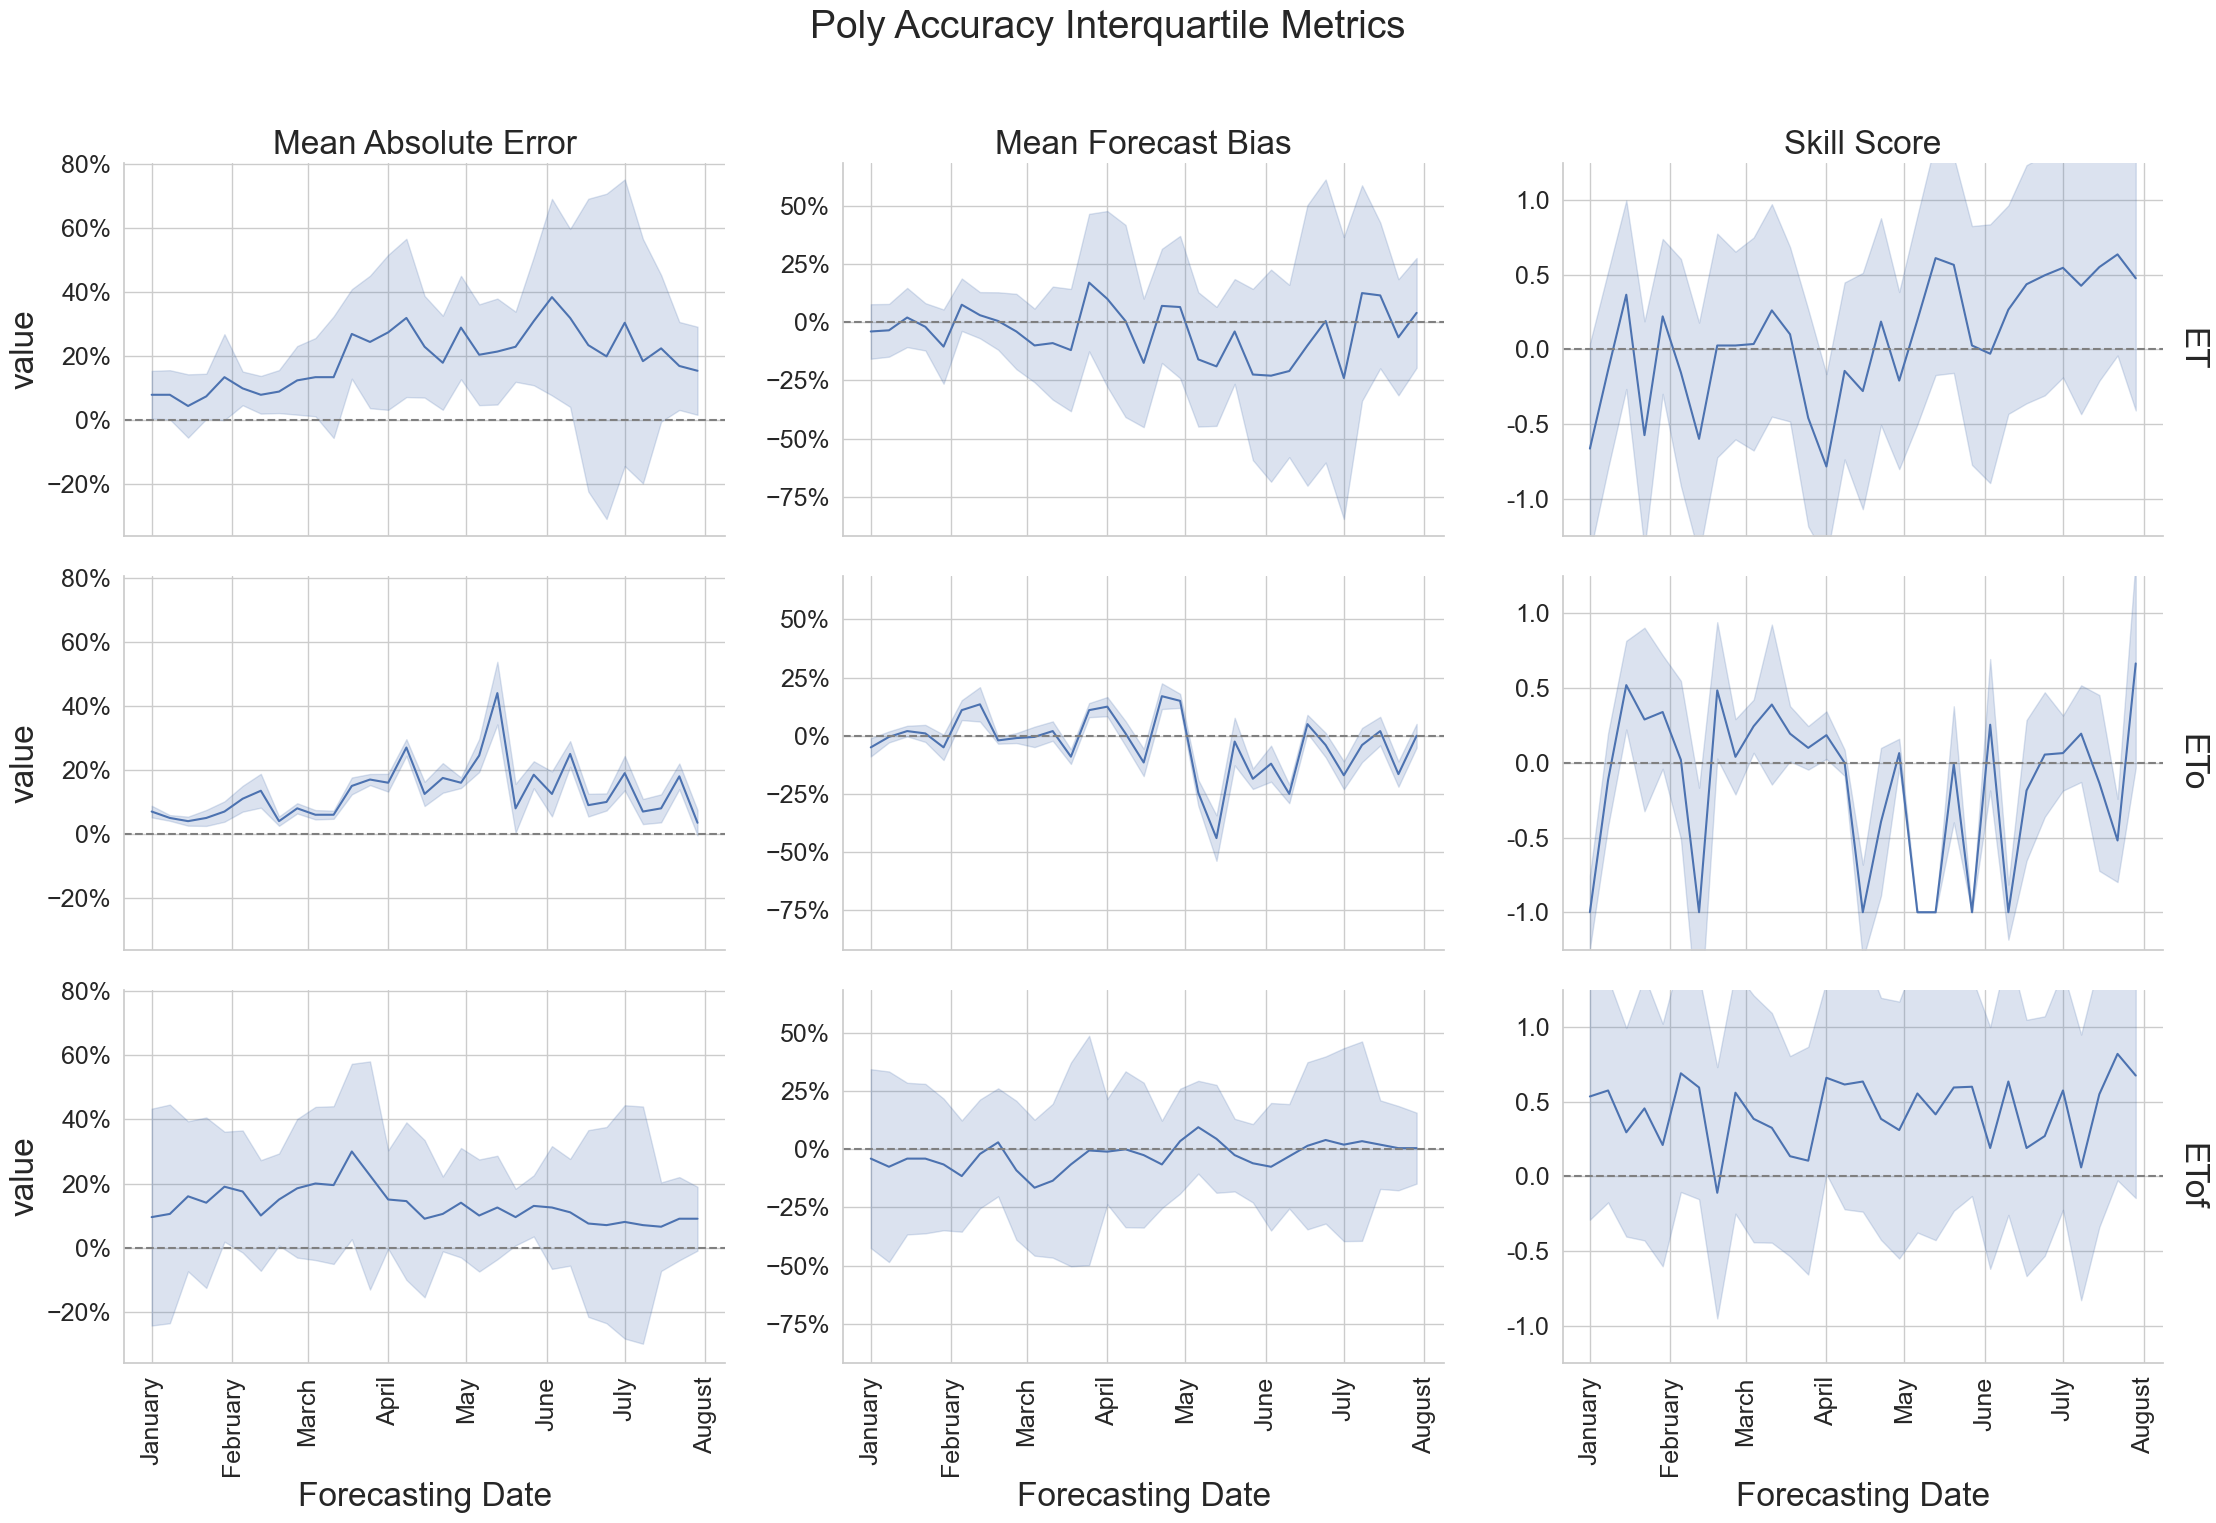 Poly Accuracy Interquartile Metrics
Mean Absolute Error
Mean Forecast Bias
Skill Score
80%
60%
40%
20%
0%
−20%
value
50%
25%
0%
−25%
−50%
−75%
1.0
0.5
0.0
-0.5
-1.0
ET
80%
60%
40%
20%
0%
−20%
value
50%
25%
0%
−25%
−50%
−75%
1.0
0.5
0.0
-0.5
-1.0
ETo
80%
60%
40%
20%
0%
−20%
value
50%
25%
0%
−25%
−50%
−75%
1.0
0.5
0.0
-0.5
-1.0
ETof
January
February
March
April
May
June
July
August
January
February
March
April
May
June
July
August
January
February
March
April
May
June
July
August
Forecasting Date
Forecasting Date
Forecasting Date